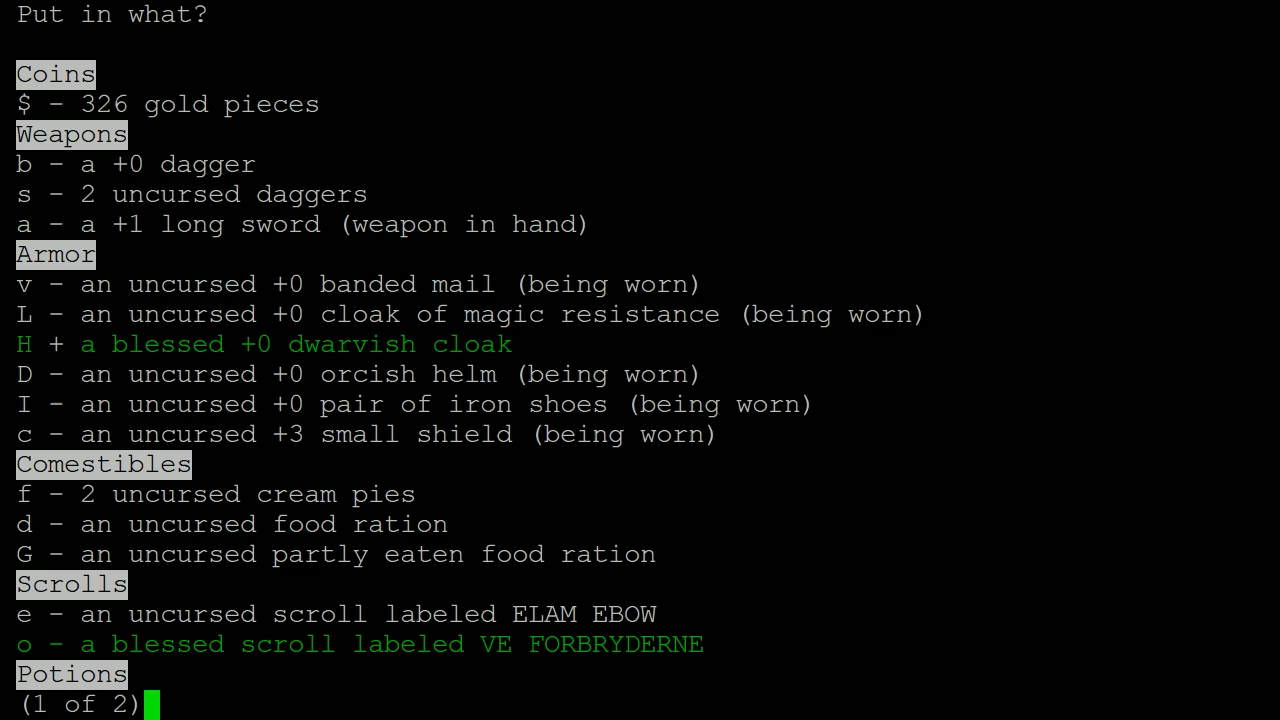 Put in what?
Coins
$ - 326 gold pieces
Weapons
b - a +0 dagger
s - 2 uncursed daggers
a - a +1 long sword (weapon in hand)
Armor
v - an uncursed +0 banded mail (being worn)
L - an uncursed +0 cloak of magic resistance (being worn)
H + a blessed +0 dwarvish cloak
D - an uncursed +0 orcish helm (being worn)
I - an uncursed +0 pair of iron shoes (being worn)
c - an uncursed +3 small shield (being worn)
Comestibles
f - 2 uncursed cream pies
d - an uncursed food ration
G - an uncursed partly eaten food ration
Scrolls
e - an uncursed scroll labeled ELAM EBOW
o - a blessed scroll labeled VE FORBRYDERNE
Potions
(1 of 2)